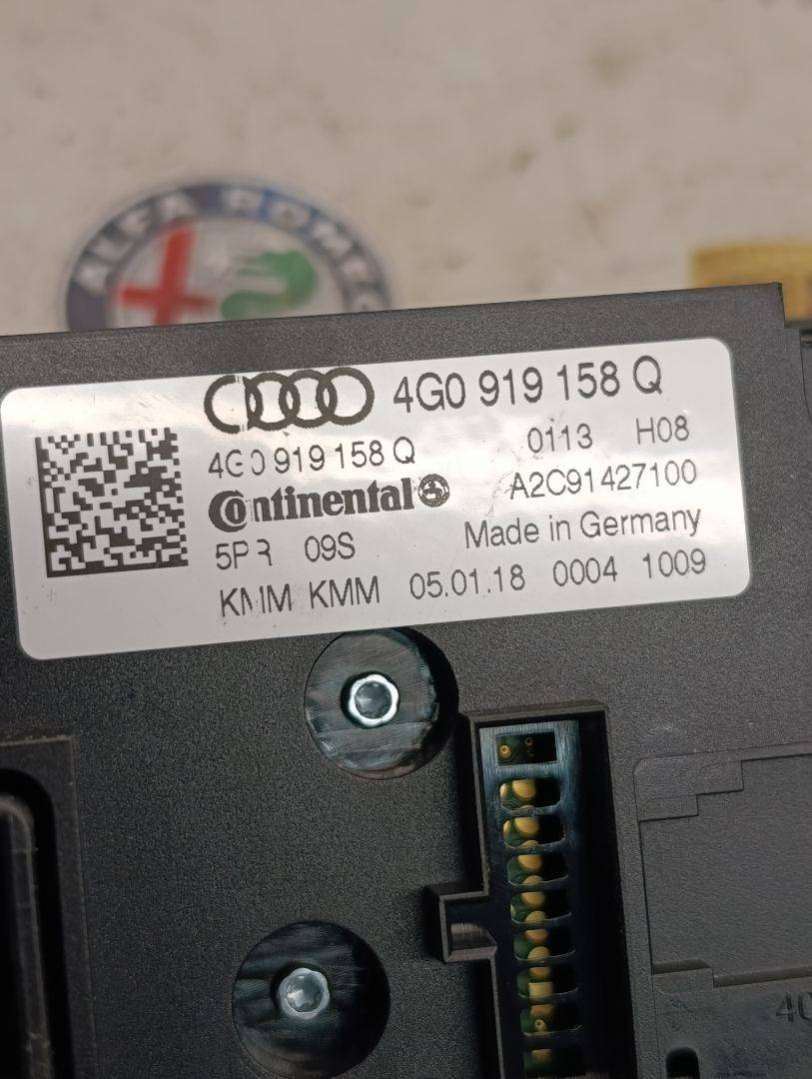 ALFA ROMEO
4G0 919 158 Q
4G0 919 158 Q 0113 H08
Continental A2C91427100
5PR 09S Made in Germany
KMM KMM 05.01.18 0004 1009